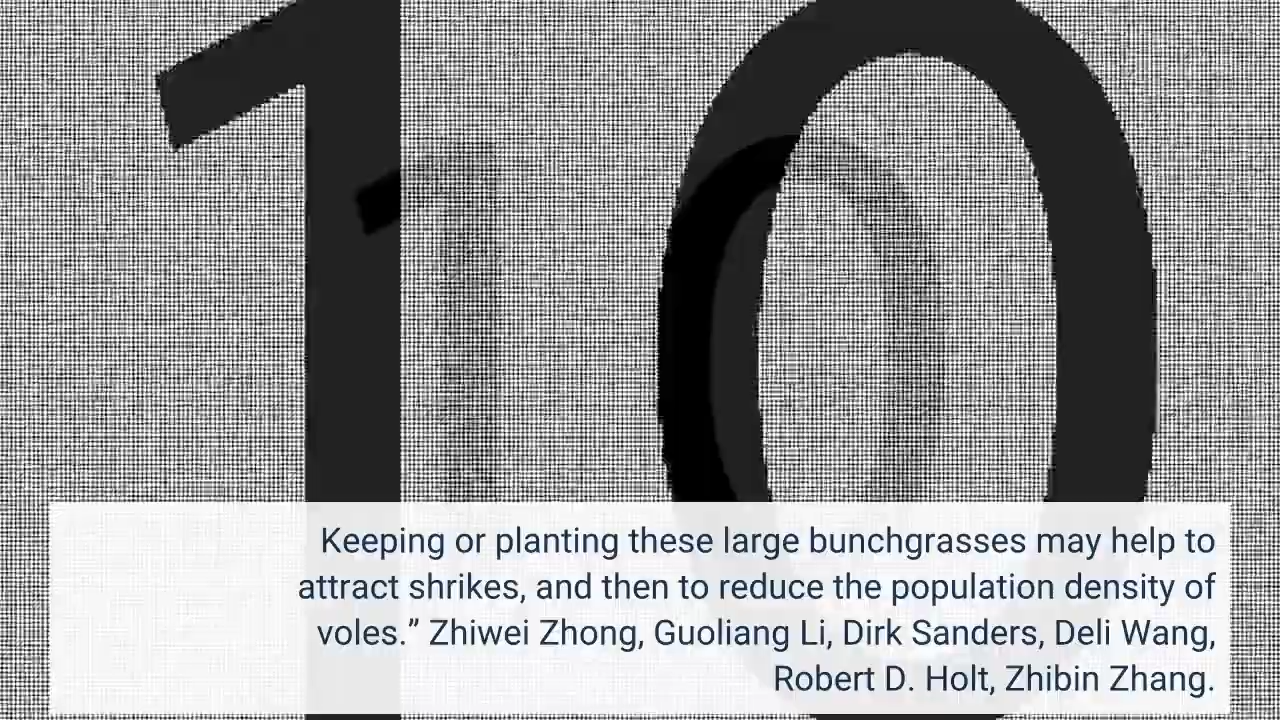 10
Keeping or planting these large bunchgrasses may help to
attract shrikes, and then to reduce the population density of
voles.” Zhiwei Zhong, Guoliang Li, Dirk Sanders, Deli Wang,
Robert D. Holt, Zhibin Zhang.